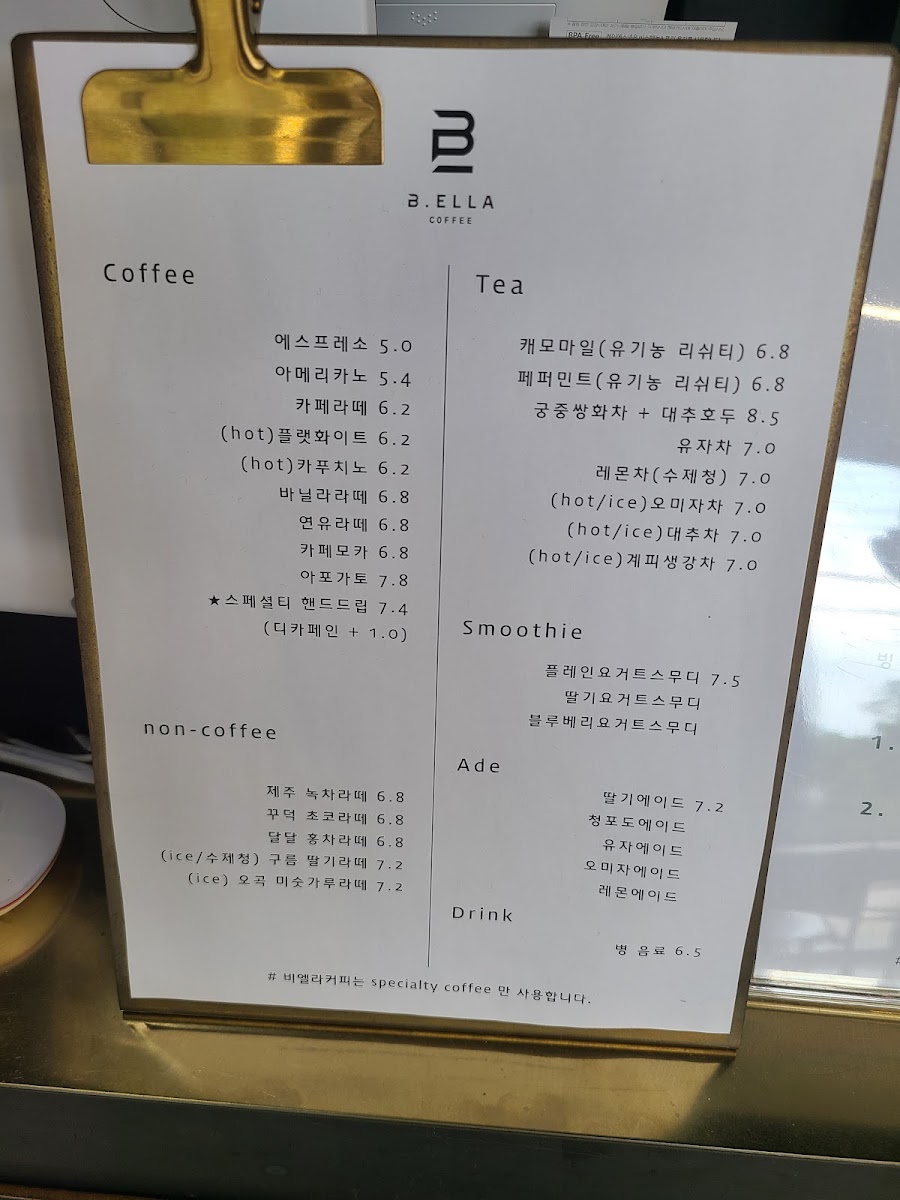 BPA Free
B
B.ELLA
COFFEE
Coffee
에스프레소 5.0
아메리카노 5.4
카페라떼 6.2
(hot)플랫화이트 6.2
(hot)카푸치노 6.2
바닐라라떼 6.8
연유라떼 6.8
카페모카 6.8
아포가토 7.8
★스페셜티 핸드드립 7.4
(디카페인 + 1.0)
non-coffee
제주 녹차라떼 6.8
꾸덕 초코라떼 6.8
달달 홍차라떼 6.8
(ice/수제청) 구름 딸기라떼 7.2
(ice) 오곡 미숫가루라떼 7.2
Tea
캐모마일(유기농 리쉬티) 6.8
페퍼민트(유기농 리쉬티) 6.8
궁중쌍화차 + 대추호두 8.5
유자차 7.0
레몬차(수제청) 7.0
(hot/ice)오미자차 7.0
(hot/ice)대추차 7.0
(hot/ice)계피생강차 7.0
Smoothie
플레인요거트스무디 7.5
딸기요거트스무디
블루베리요거트스무디
Ade
딸기에이드 7.2
청포도에이드
유자에이드
오미자에이드
레몬에이드
Drink
병 음료 6.5
# 비엘라커피는 specialty coffee 만 사용합니다.
빙
1.
2.